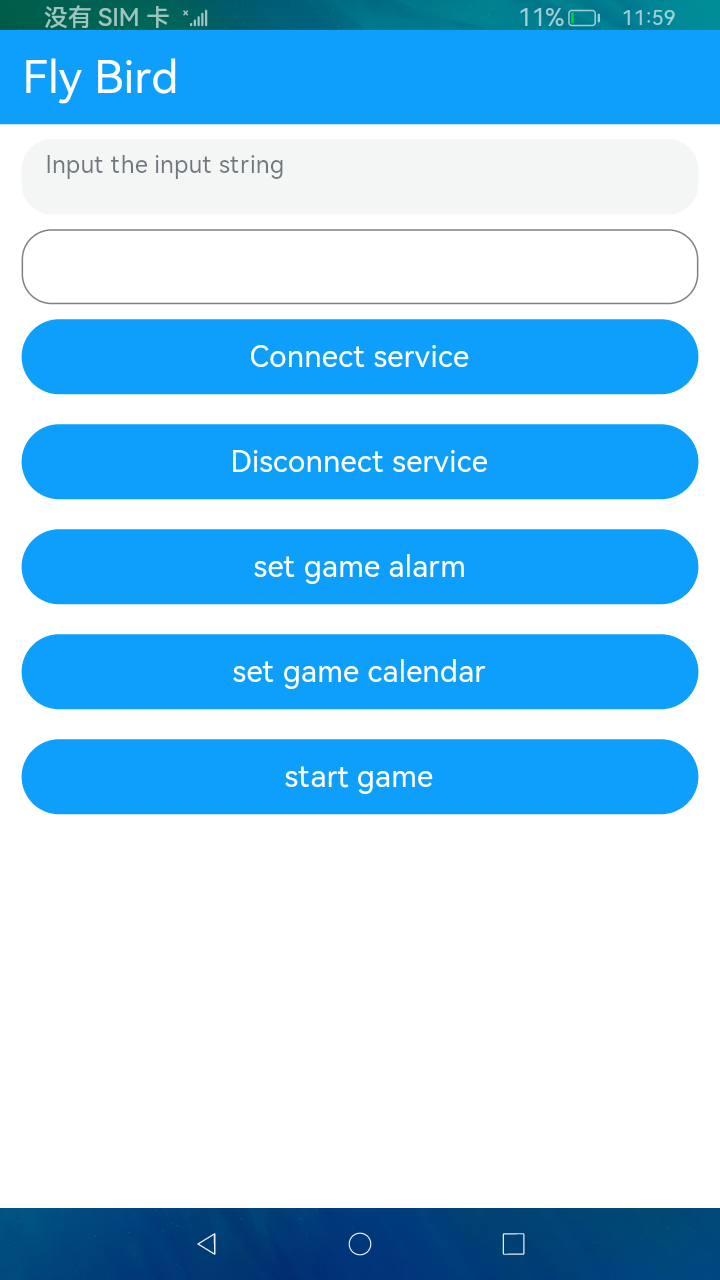 没有 SIM 卡 11% 11:59
Fly Bird
Input the input string
Connect service
Disconnect service
set game alarm
set game calendar
start game